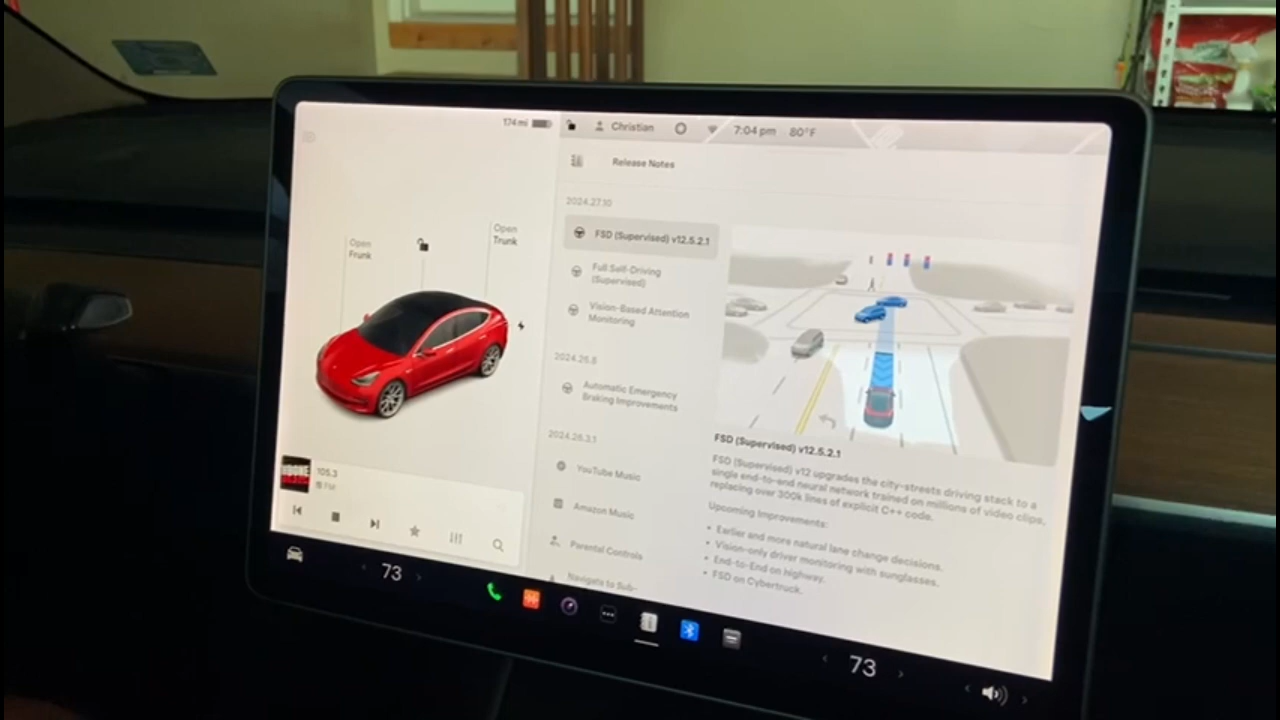 174 mi
Christian
7:04 pm 80°F
Release Notes
Open
Frunk
Open
Trunk
105.3
FM
73
2024.27.10
FSD (Supervised) v12.5.2.1
Full Self-Driving
(Supervised)
Vision-Based Attention
Monitoring
2024.26.8
Automatic Emergency
Braking Improvements
2024.26.3.1
YouTube Music
Amazon Music
Parental Controls
Navigate to Sub-
FSD (Supervised) v12.5.2.1
FSD (Supervised) v12 upgrades the city-streets driving stack to a
single end-to-end neural network trained on millions of video clips,
replacing over 300k lines of explicit C++ code.
Upcoming Improvements:
• Earlier and more natural lane change decisions.
• Vision-only driver monitoring with sunglasses.
• End-to-End on highway.
• FSD on Cybertruck.
73